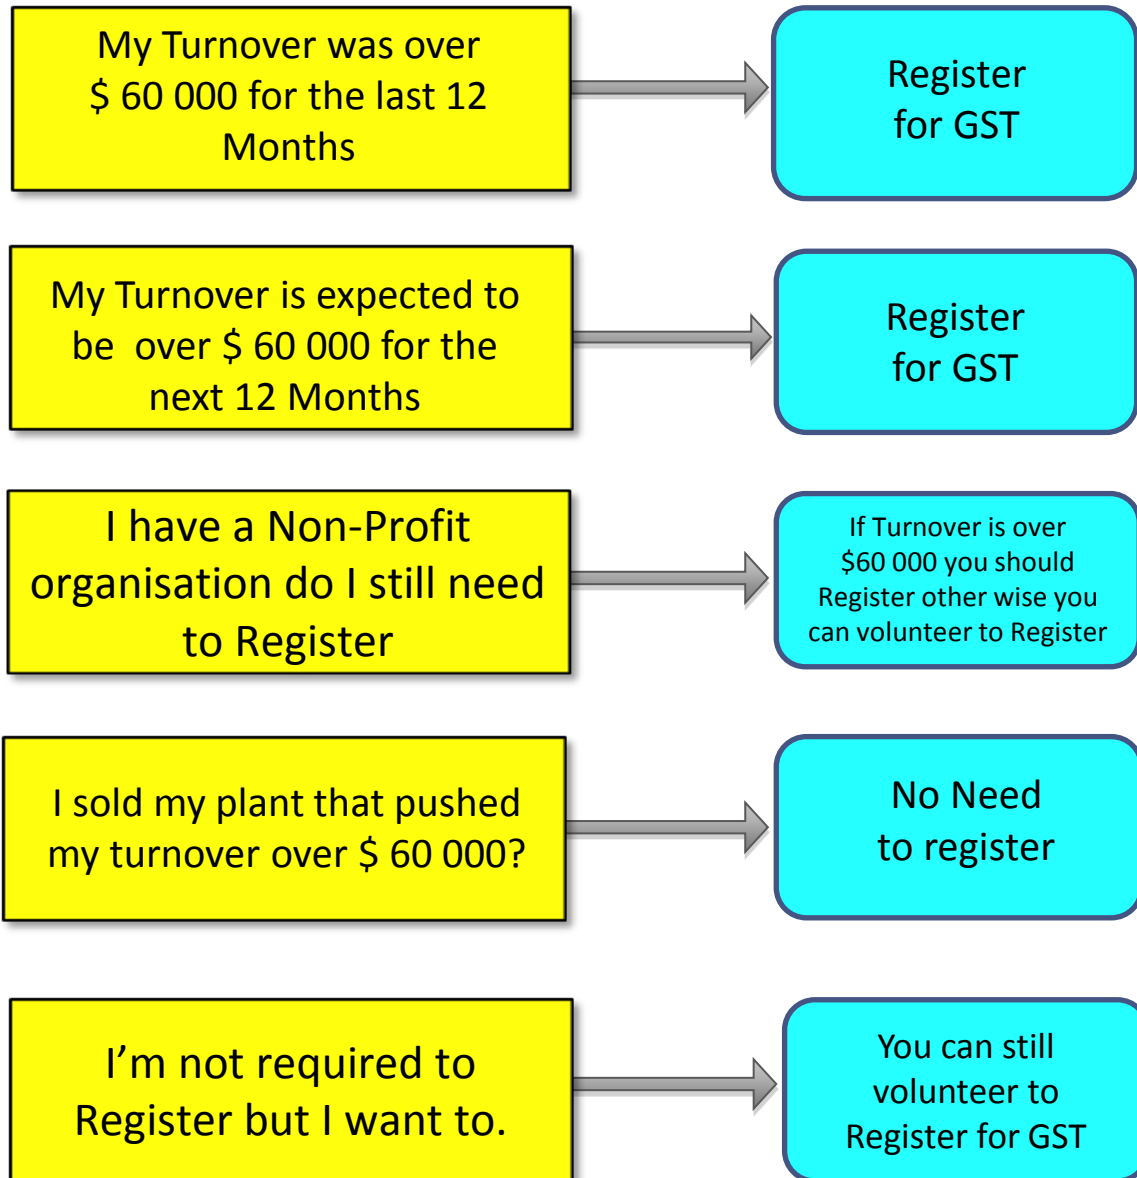 My Turnover was over
$ 60 000 for the last 12
Months
Register
for GST
My Turnover is expected to
be over $ 60 000 for the
next 12 Months
Register
for GST
I have a Non-Profit
organisation do I still need
to Register
If Turnover is over
$60 000 you should
Register other wise you
can volunteer to Register
I sold my plant that pushed
my turnover over $ 60 000?
No Need
to register
I’m not required to
Register but I want to.
You can still
volunteer to
Register for GST